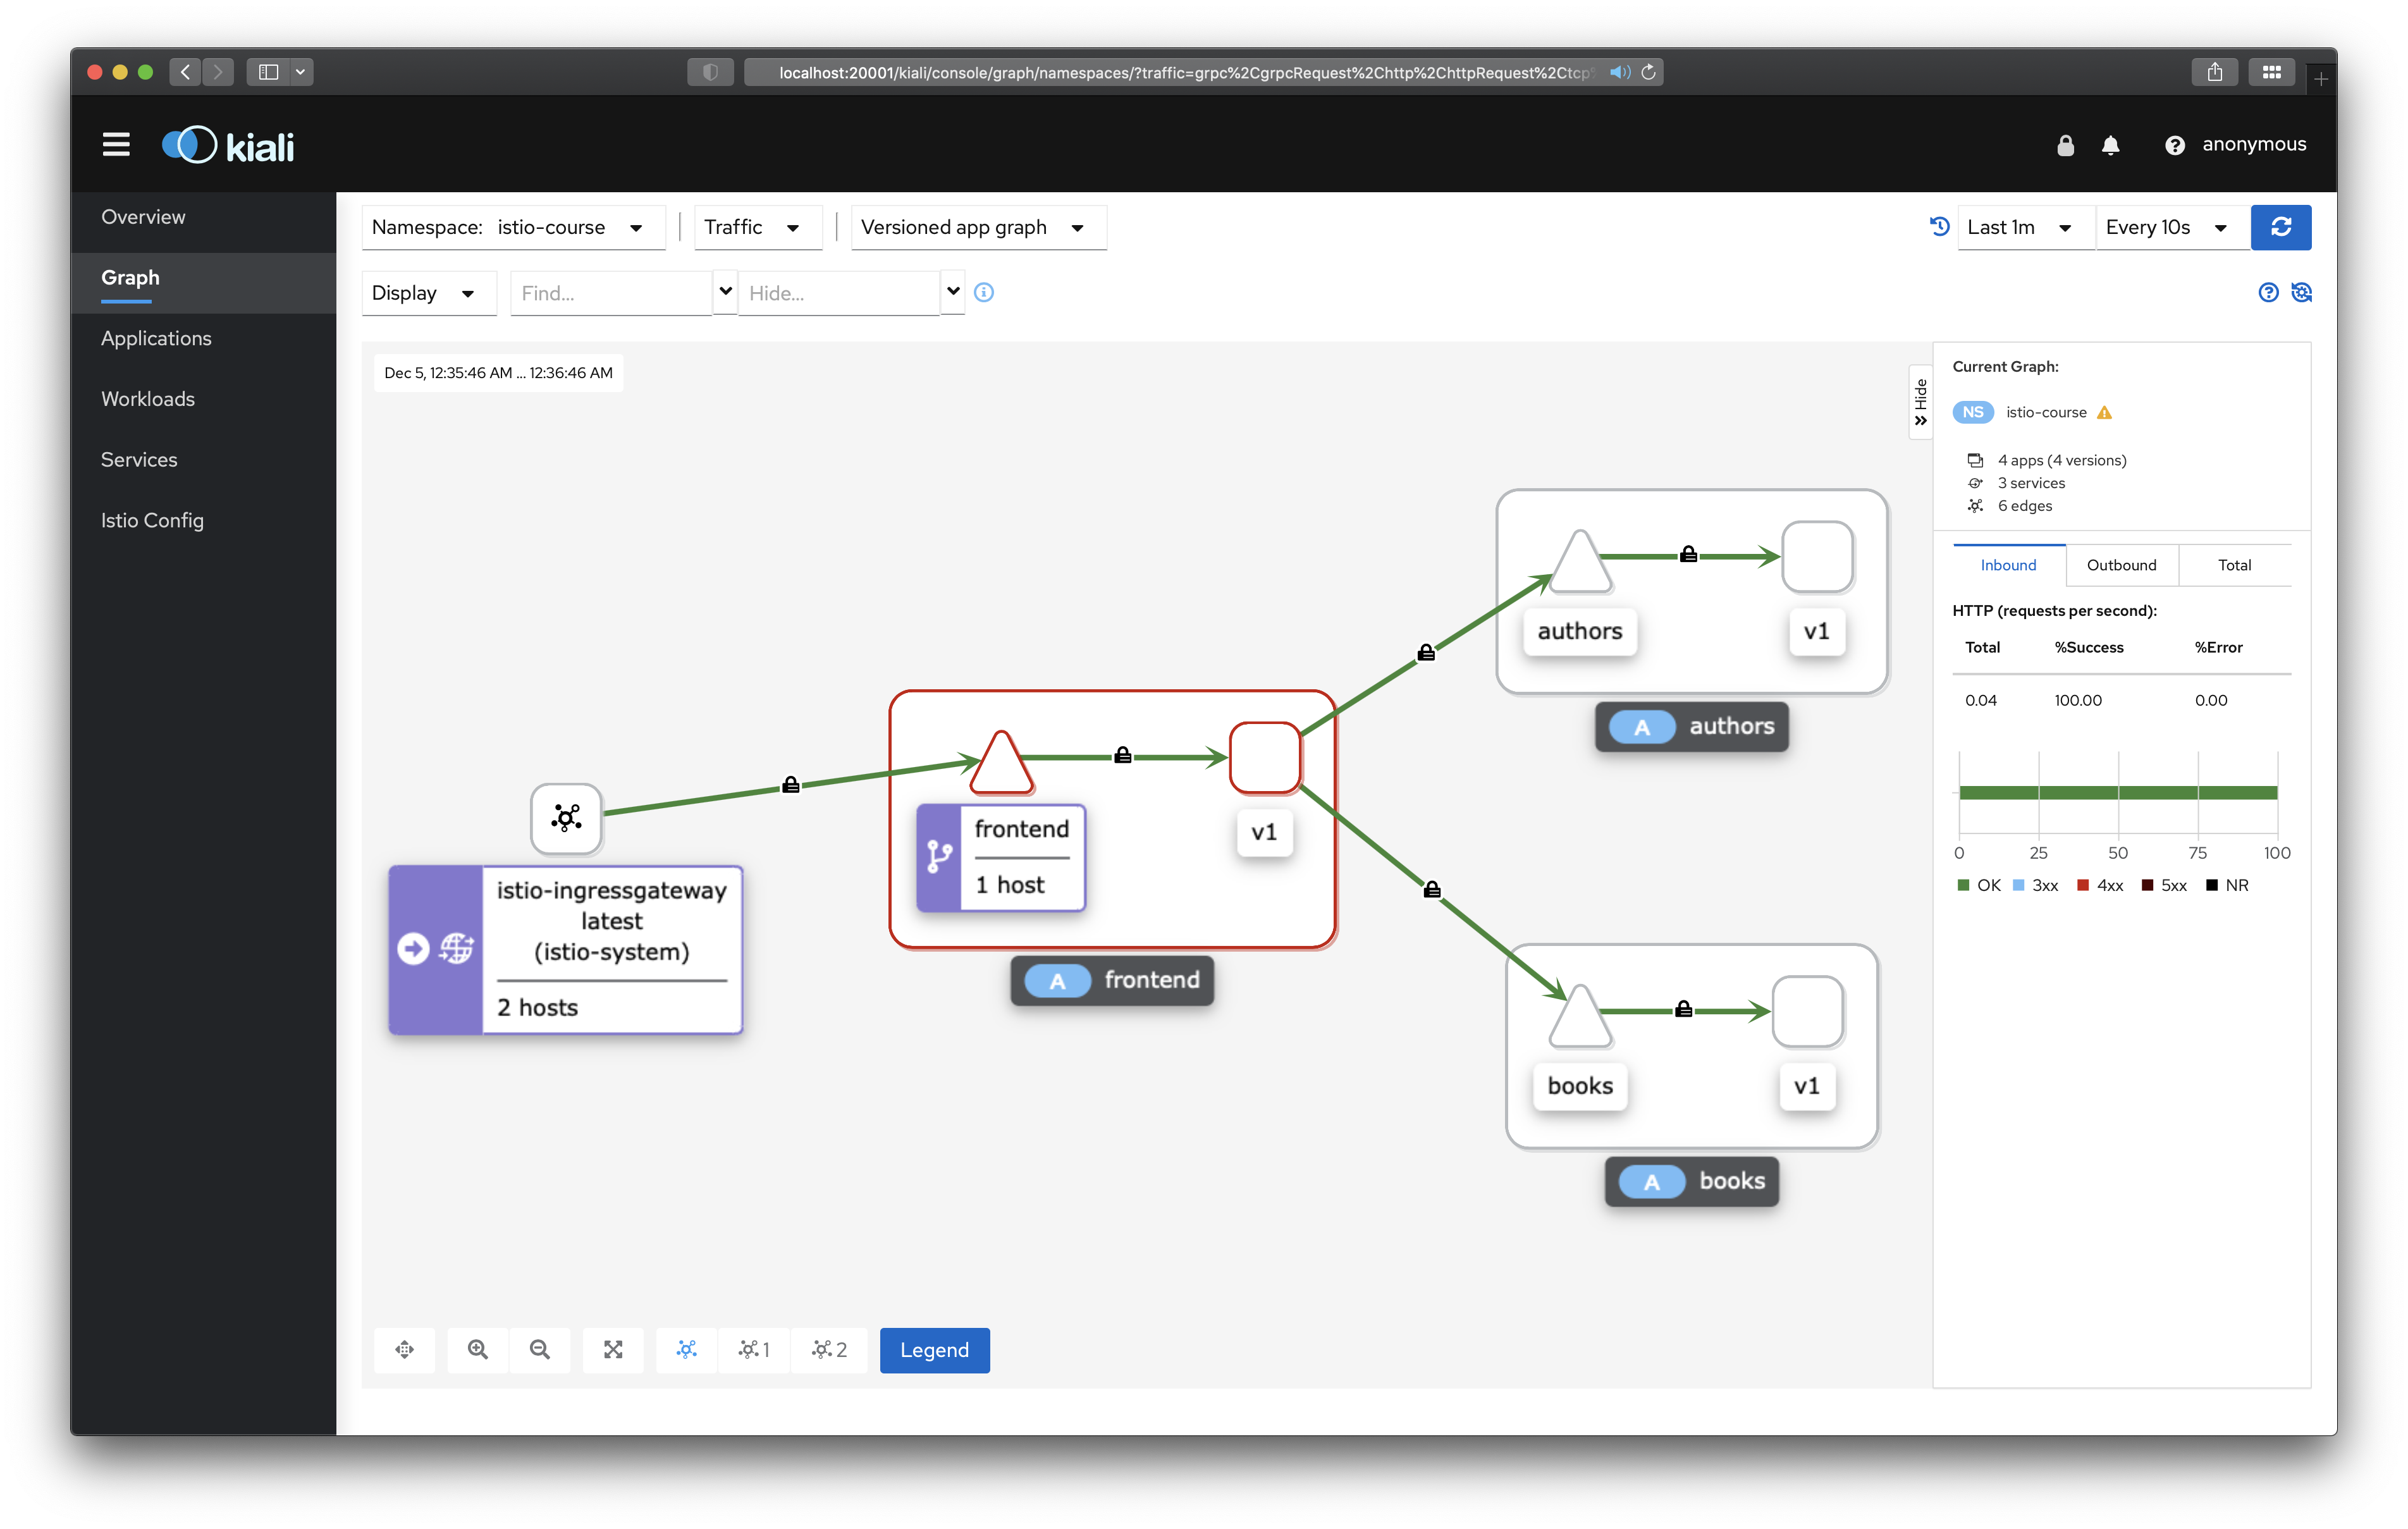 localhost:20001/kiali/console/graph/namespaces/?traffic=grpc%2CgrpcRequest%2Chttp%2ChttpRequest%2Ctcp%
kiali
anonymous
Overview
Graph
Applications
Workloads
Services
Istio Config
Namespace: istio-course
Traffic
Versioned app graph
Last 1m
Every 10s
Display
Find...
Hide...
Dec 5, 12:35:46 AM ... 12:36:46 AM
Hide
authors
v1
A authors
frontend
1 host
v1
A frontend
istio-ingressgateway
latest
(istio-system)
2 hosts
books
v1
A books
1
2
Legend
Current Graph:
NS istio-course
4 apps (4 versions)
3 services
6 edges
Inbound Outbound Total
HTTP (requests per second):
Total %Success %Error
0.04 100.00 0.00
0 25 50 75 100
OK 3xx 4xx 5xx NR